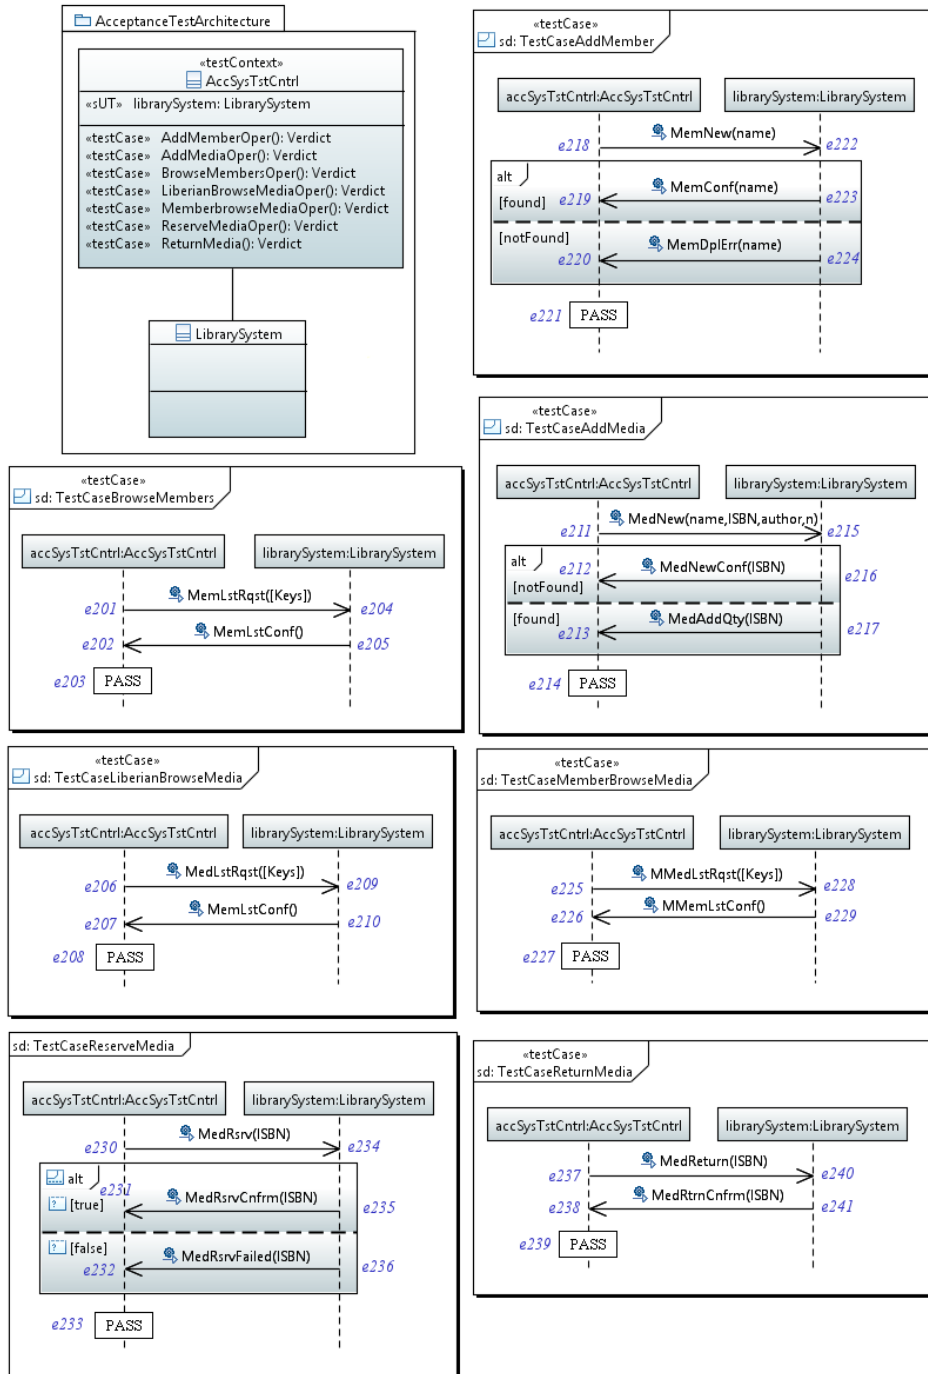 AcceptanceTestArchitecture
«testContext»
AccSysTstCntrl
«sUT» librarySystem: LibrarySystem
«testCase» AddMemberOper(): Verdict
«testCase» AddMediaOper(): Verdict
«testCase» BrowseMembersOper(): Verdict
«testCase» LiberianBrowseMediaOper(): Verdict
«testCase» MemberbrowseMediaOper(): Verdict
«testCase» ReserveMediaOper(): Verdict
«testCase» ReturnMedia(): Verdict
LibrarySystem
«testCase»
sd: TestCaseAddMember
accSysTstCntrl:AccSysTstCntrl librarySystem:LibrarySystem
e218 MemNew(name) e222
alt
[found] e219 MemConf(name) e223
[notFound]
e220 MemDplErr(name) e224
e221 PASS
«testCase»
sd: TestCaseAddMedia
accSysTstCntrl:AccSysTstCntrl librarySystem:LibrarySystem
e211 MedNew(name,ISBN,author,n) e215
alt
e212 MedNewConf(ISBN) e216
[notFound]
[found]
e213 MedAddQty(ISBN) e217
e214 PASS
«testCase»
sd: TestCaseBrowseMembers
accSysTstCntrl:AccSysTstCntrl librarySystem:LibrarySystem
e201 MemLstRqst([Keys]) e204
e202 MemLstConf() e205
e203 PASS
«testCase»
sd: TestCaseLiberianBrowseMedia
accSysTstCntrl:AccSysTstCntrl librarySystem:LibrarySystem
e206 MedLstRqst([Keys]) e209
e207 MemLstConf() e210
e208 PASS
«testCase»
sd: TestCaseMemberBrowseMedia
accSysTstCntrl:AccSysTstCntrl librarySystem:LibrarySystem
e225 MMedLstRqst([Keys]) e228
e226 MMemLstConf() e229
e227 PASS
sd: TestCaseReserveMedia
accSysTstCntrl:AccSysTstCntrl librarySystem:LibrarySystem
e230 MedRsrv(ISBN) e234
alt
e231
[true] MedRsrvCnfrm(ISBN) e235
[false]
e232 MedRsrvFailed(ISBN) e236
e233 PASS
«testCase»
sd: TestCaseReturnMedia
accSysTstCntrl:AccSysTstCntrl librarySystem:LibrarySystem
e237 MedReturn(ISBN) e240
e238 MedRtrnCnfrm(ISBN) e241
e239 PASS